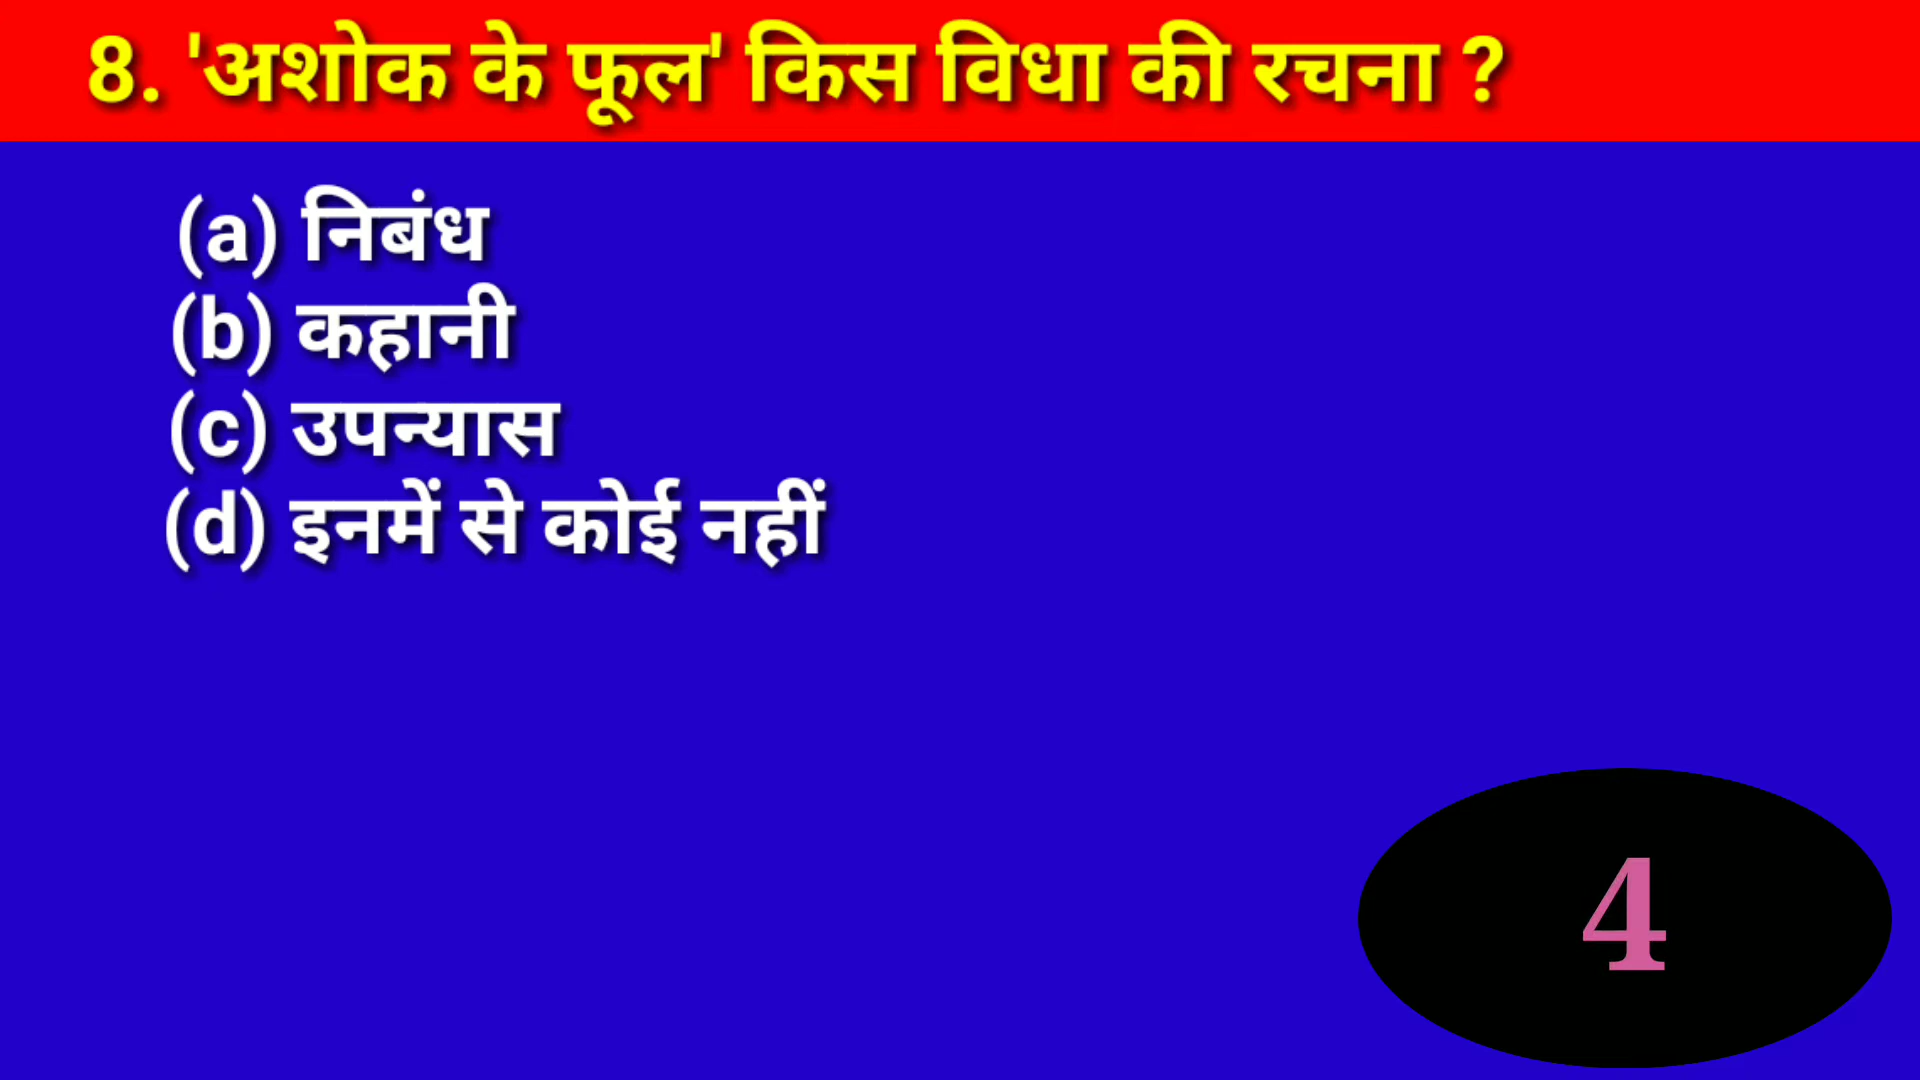 8. 'अशोक के फूल' किस विधा की रचना ?
(a) निबंध
(b) कहानी
(c) उपन्यास
(d) इनमें से कोई नहीं
4